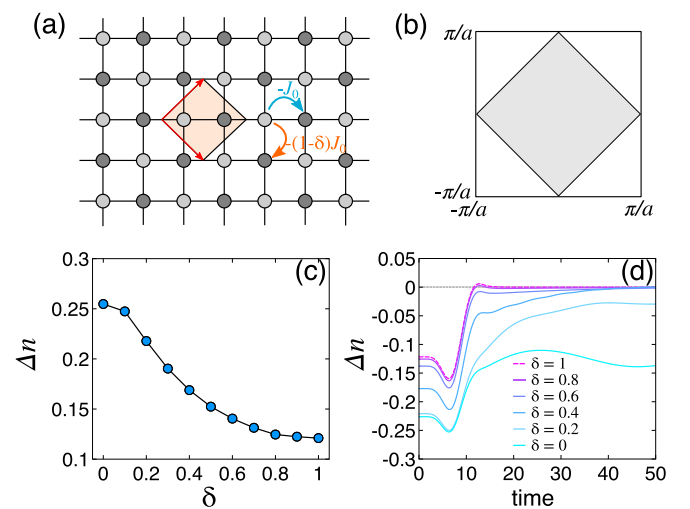 (a)
-J₀
-(1-δ)J₀
(b)
π/a
-π/a
-π/a
π/a
(c)
0.3
0.25
0.2
0.15
0.1
Δn
0
0.2
0.4
0.6
0.8
1
δ
(d)
0.05
0
-0.05
-0.1
-0.15
-0.2
-0.25
-0.3
Δn
δ = 1
δ = 0.8
δ = 0.6
δ = 0.4
δ = 0.2
δ = 0
0
10
20
30
40
50
time